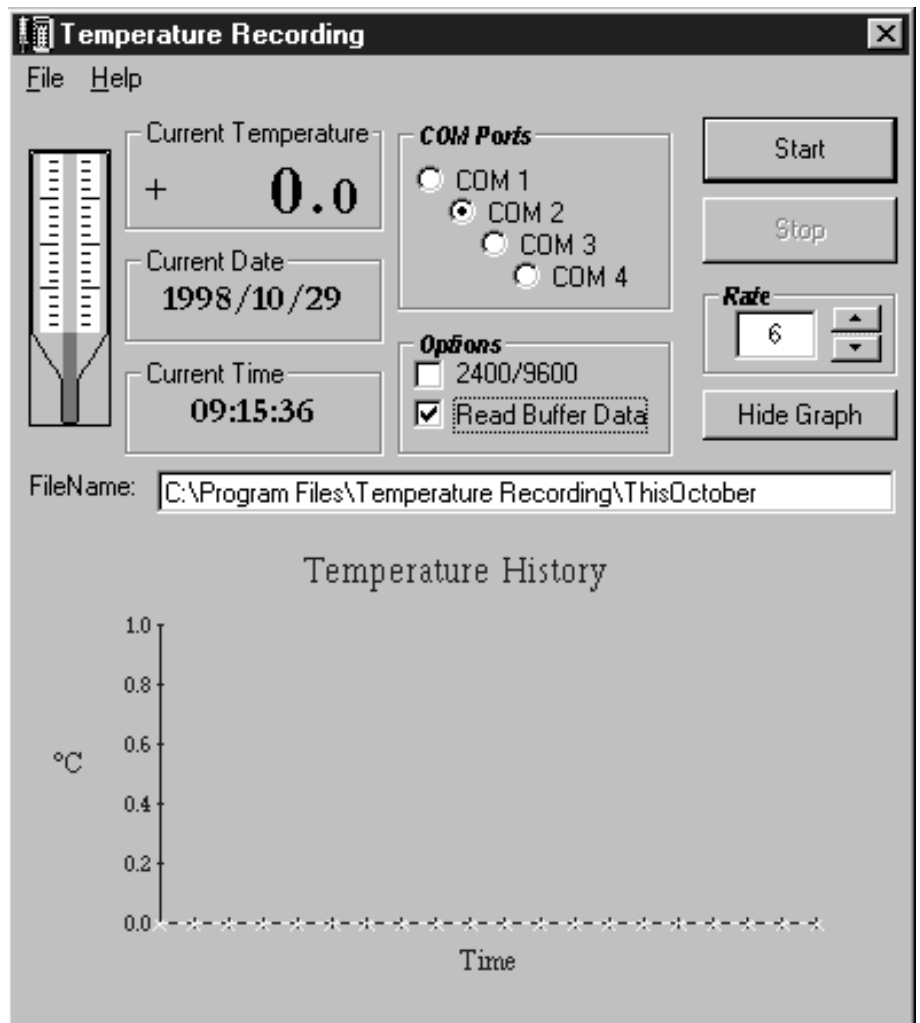 Temperature Recording
File Help
Current Temperature
+ 0.0
Current Date
1998/10/29
Current Time
09:15:36
COM Ports
COM 1
COM 2
COM 3
COM 4
Options
2400/9600
Read Buffer Data
Start
Stop
Rate
6
Hide Graph
FileName: C:\Program Files\Temperature Recording\ThisOctober
Temperature History
1.0
0.8
0.6
°C
0.4
0.2
0.0
Time